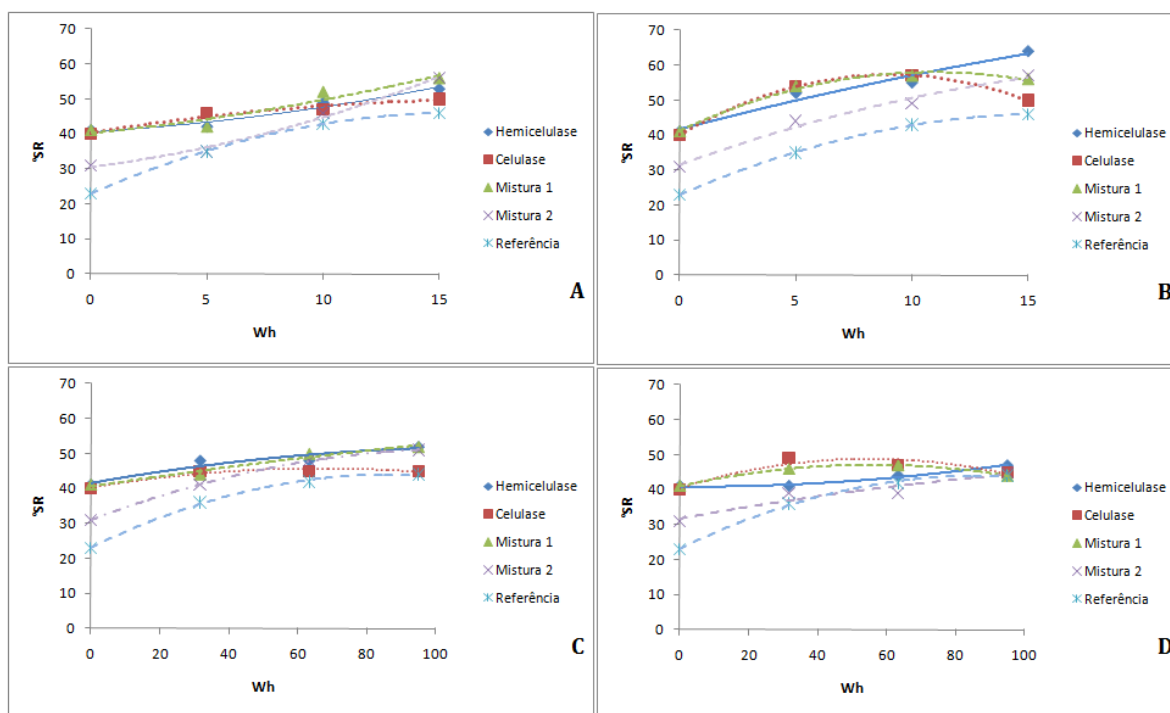 70
60
50
40
30
20
10
0
°SR
0 5 10 15
Wh
Hemicelulase
Celulase
Mistura 1
Mistura 2
Referência
A
70
60
50
40
30
20
10
0
°SR
0 5 10 15
Wh
Hemicelulase
Celulase
Mistura 1
Mistura 2
Referência
B
70
60
50
40
30
20
10
0
°SR
0 20 40 60 80 100
Wh
Hemicelulase
Celulase
Mistura 1
Mistura 2
Referência
C
70
60
50
40
30
20
10
0
°SR
0 20 40 60 80 100
Wh
Hemicelulase
Celulase
Mistura 1
Mistura 2
Referência
D